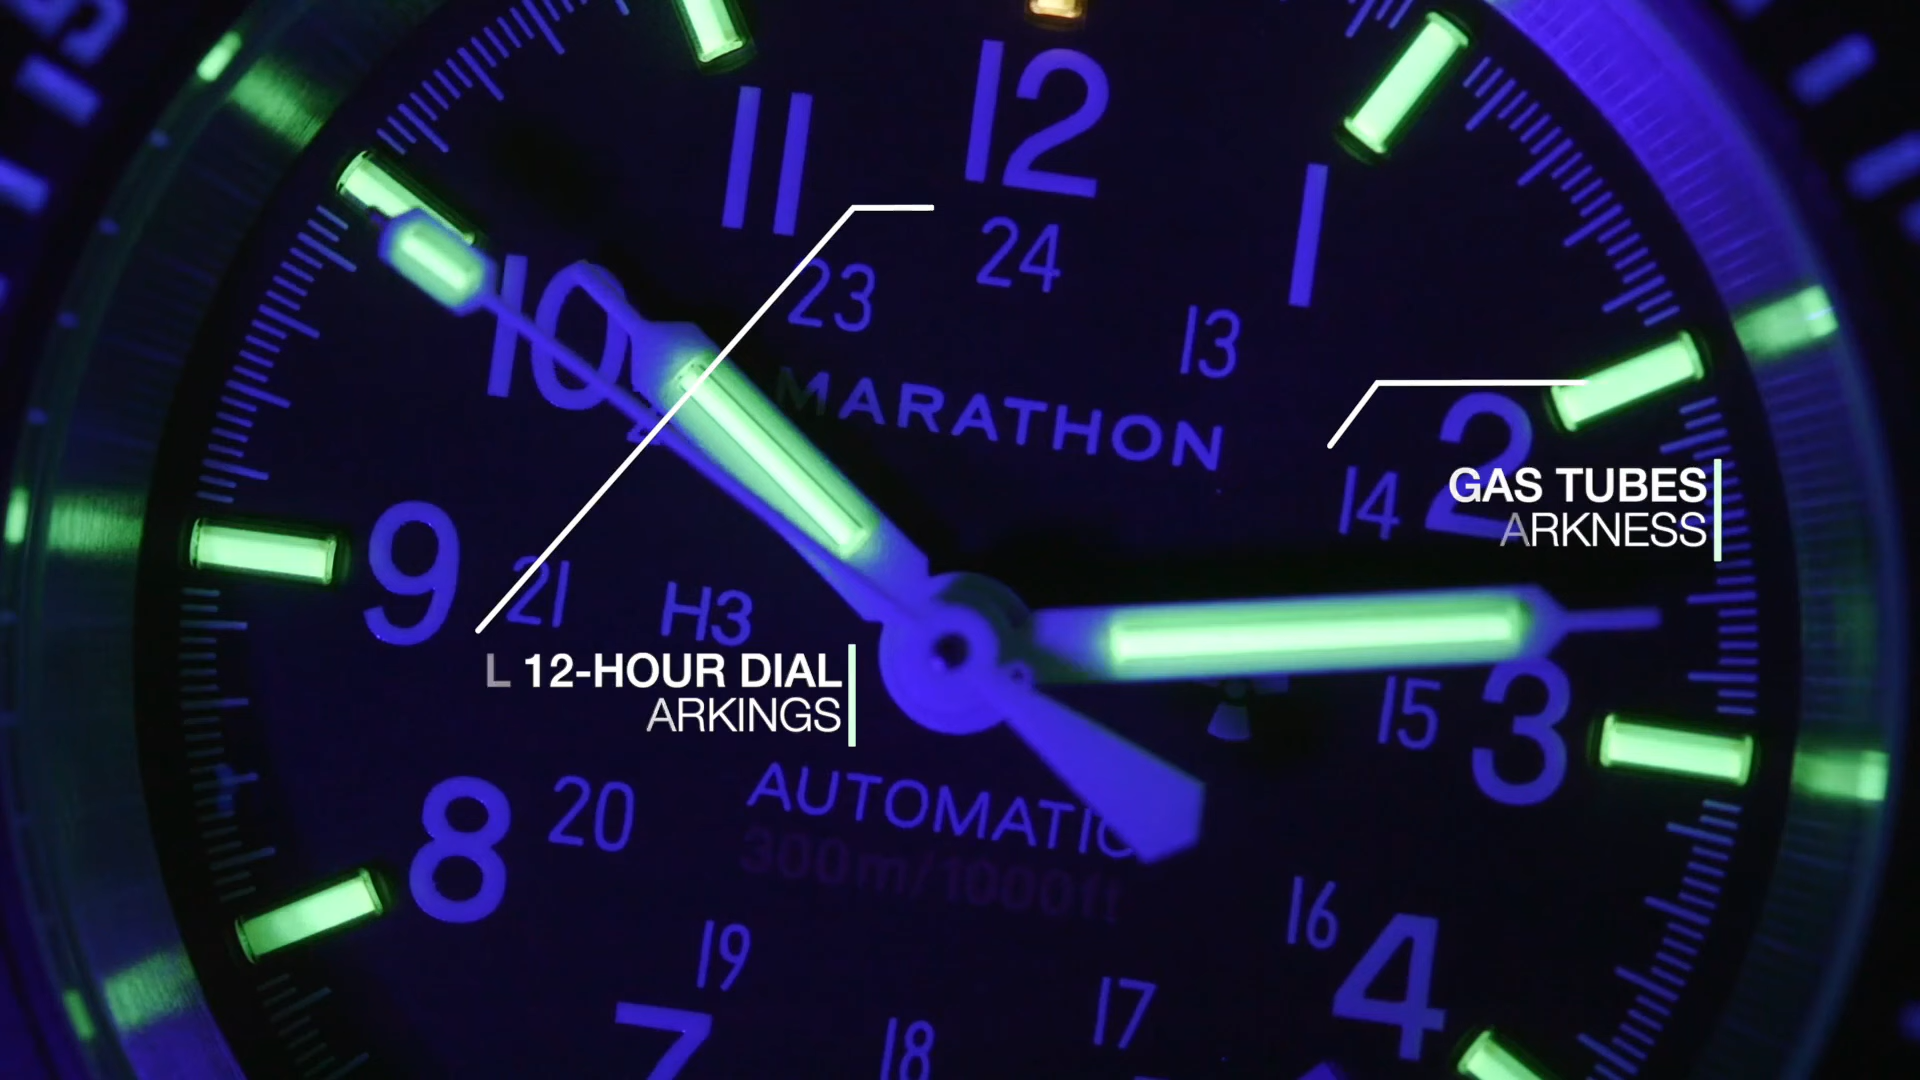 12
11
24
1
23
13
10
MARATHON
2
14
GAS TUBES
ARKNESS
9
21
H3
L 12-HOUR DIAL
ARKINGS
15
3
AUTOMATIC
300m/1000ft
8
20
16
19
4
17
7
18